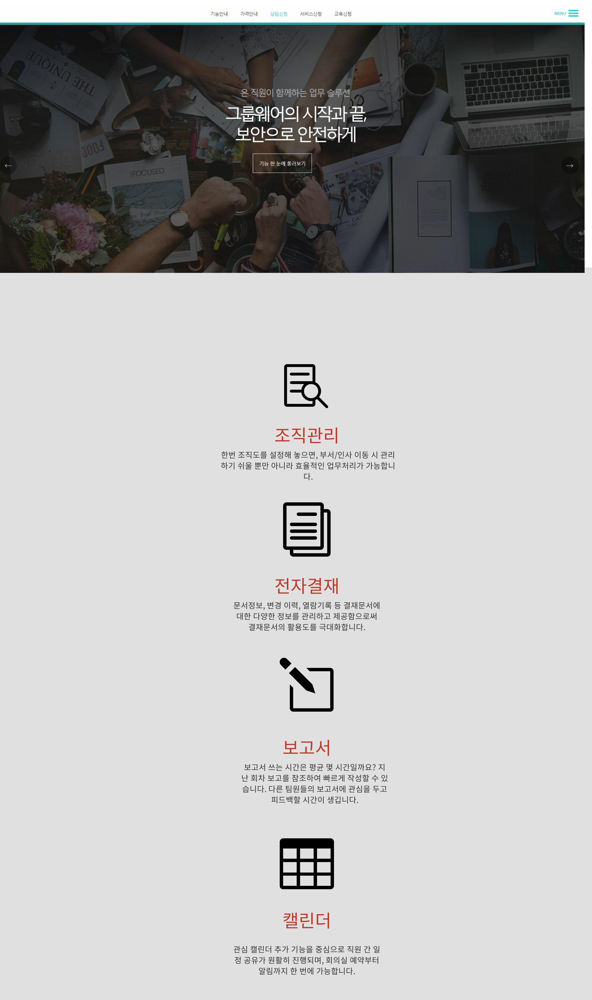 기능안내 가격안내 상담신청 서비스신청 교육신청 MENU
THE UNIQUE
온 직원이 함께하는 업무 솔루션
그룹웨어의 시작과 끝,
보안으로 안전하게
FOOD
DESIGN
기능 한 눈에 둘러보기
FOCUSED
조직관리
한번 조직도를 설정해 놓으면, 부서/인사 이동 시 관리
하기 쉬울 뿐만 아니라 효율적인 업무처리가 가능합니
다.
전자결재
문서정보, 변경 이력, 열람기록 등 결재문서에
대한 다양한 정보를 관리하고 제공함으로써
결재문서의 활용도를 극대화합니다.
보고서
보고서 쓰는 시간은 평균 몇 시간일까요? 지
난 회차 보고를 참조하여 빠르게 작성할 수 있
습니다. 다른 팀원들의 보고서에 관심을 두고
피드백할 시간이 생깁니다.
캘린더
관심 캘린더 추가 기능을 중심으로 직원 간 일
정 공유가 원활히 진행되며, 회의실 예약부터
알림까지 한 번에 가능합니다.